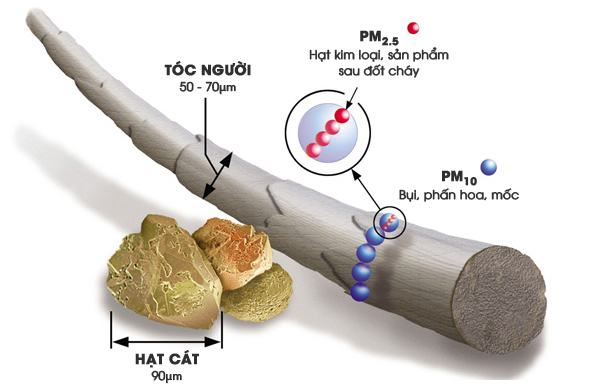 PM2.5
Hạt kim loại, sản phẩm
sau đốt cháy
TÓC NGƯỜI
50 - 70µm
PM10
Bụi, phấn hoa, mốc
HẠT CÁT
90µm